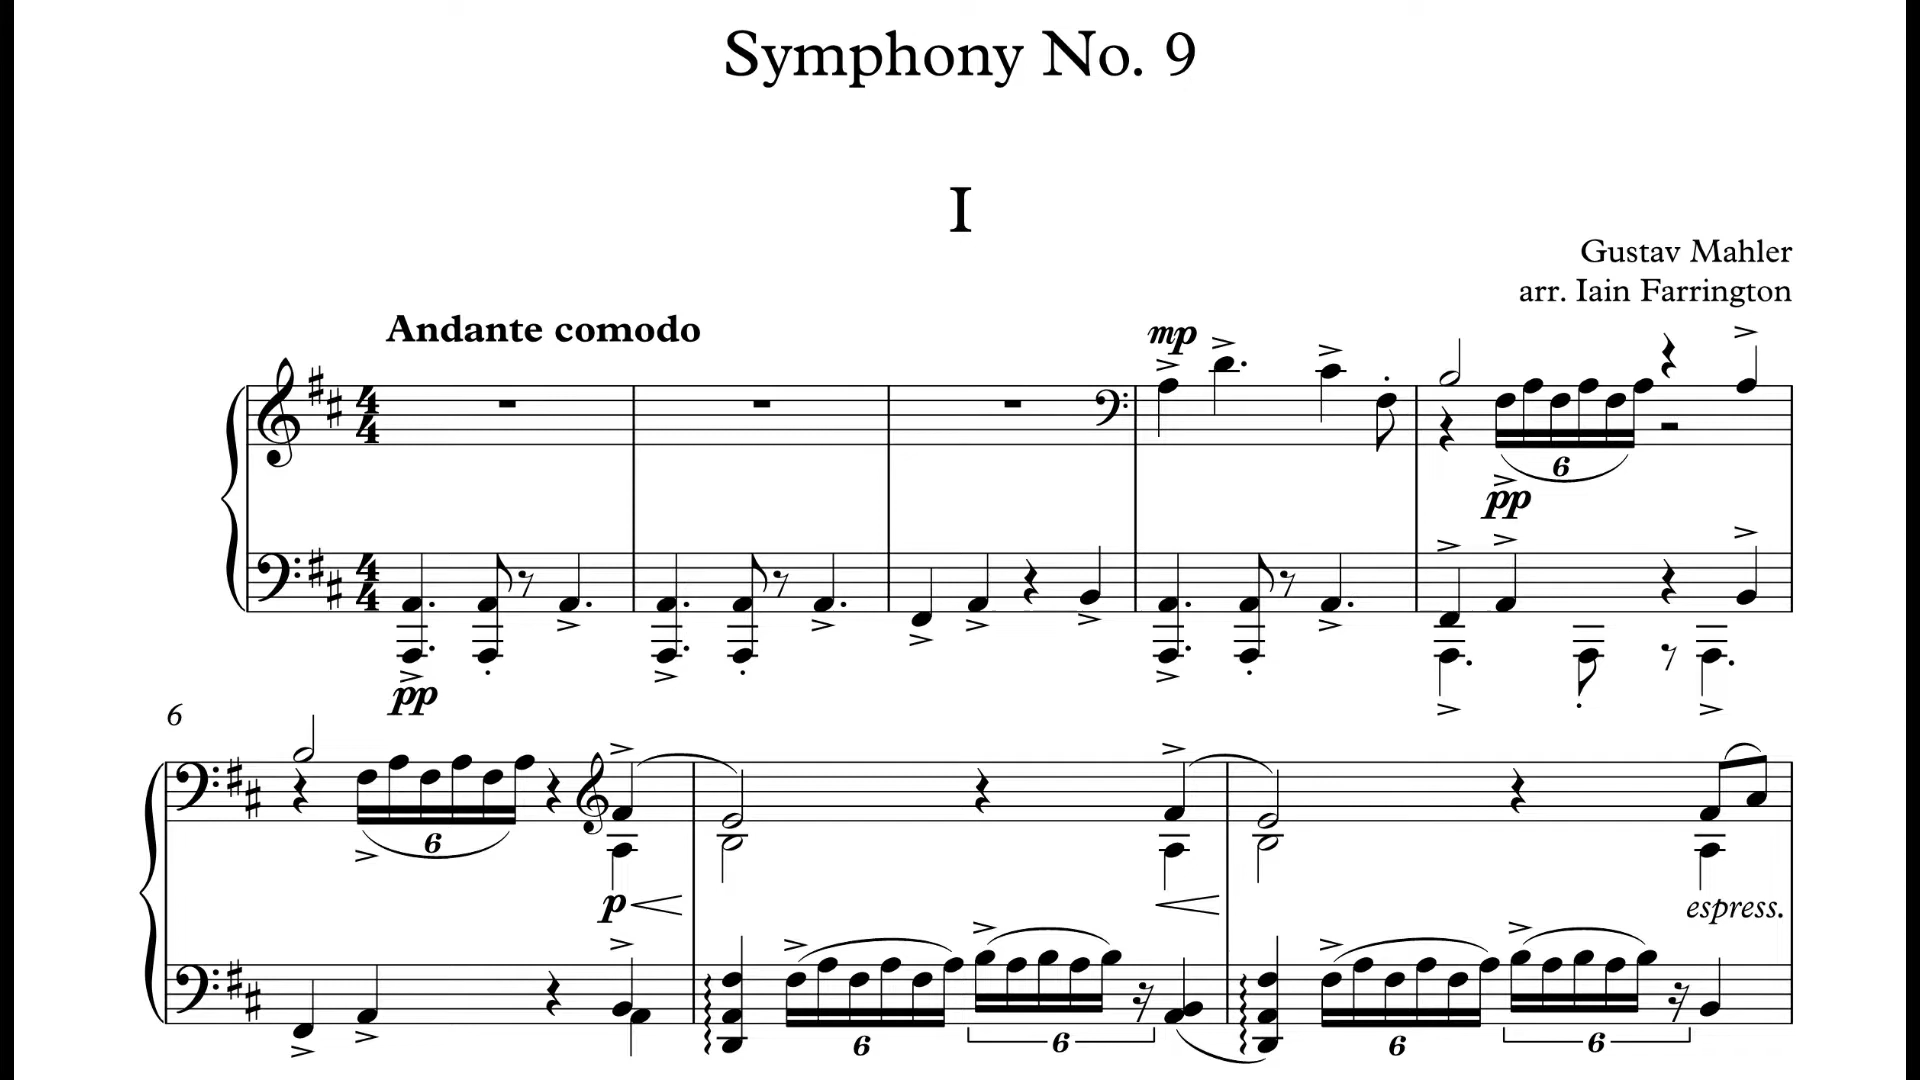 Symphony No. 9
I
Gustav Mahler
arr. Iain Farrington
Andante comodo
mp
6
pp
pp
6
6
p
espress.
6
6
6
6